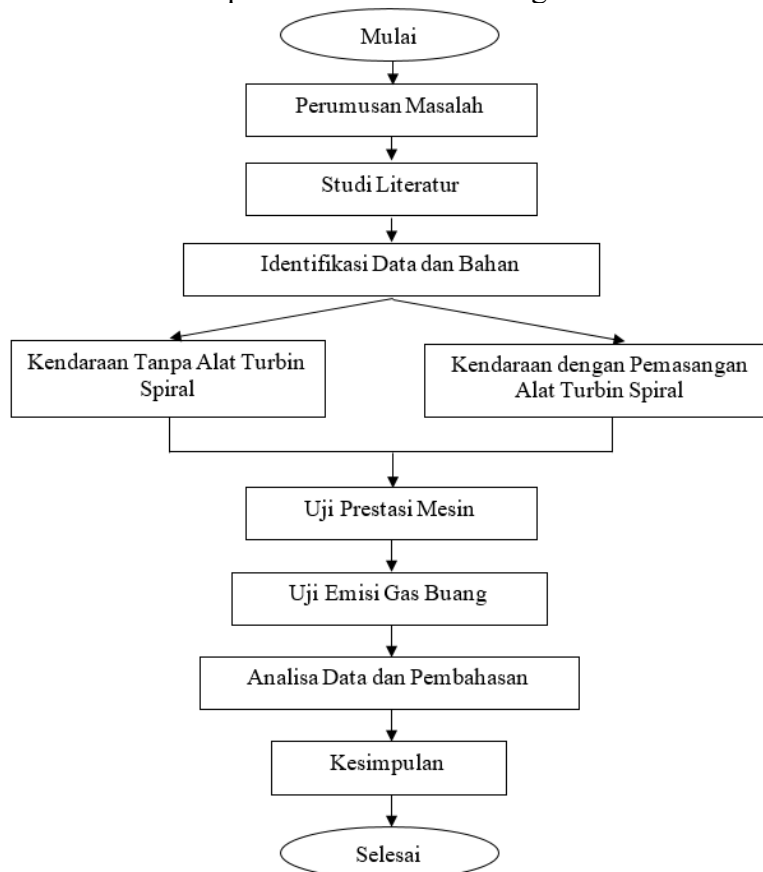 Mulai
Perumusan Masalah
Studi Literatur
Identifikasi Data dan Bahan
Kendaraan Tanpa Alat Turbin
Spiral
Kendaraan dengan Pemasangan
Alat Turbin Spiral
Uji Prestasi Mesin
Uji Emisi Gas Buang
Analisa Data dan Pembahasan
Kesimpulan
Selesai